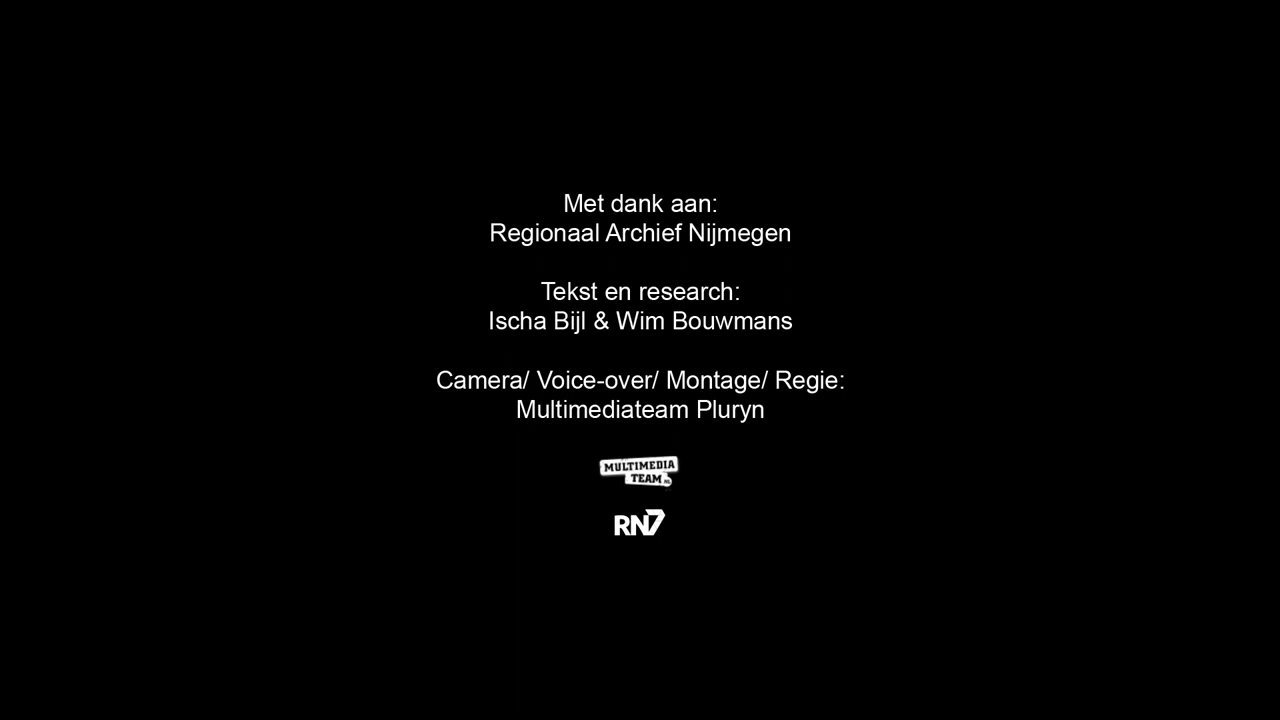 Met dank aan:
Regionaal Archief Nijmegen
Tekst en research:
Ischa Bijl & Wim Bouwmans
Camera/ Voice-over/ Montage/ Regie:
Multimediateam Pluryn
MULTIMEDIA
TEAM.NL
RN7